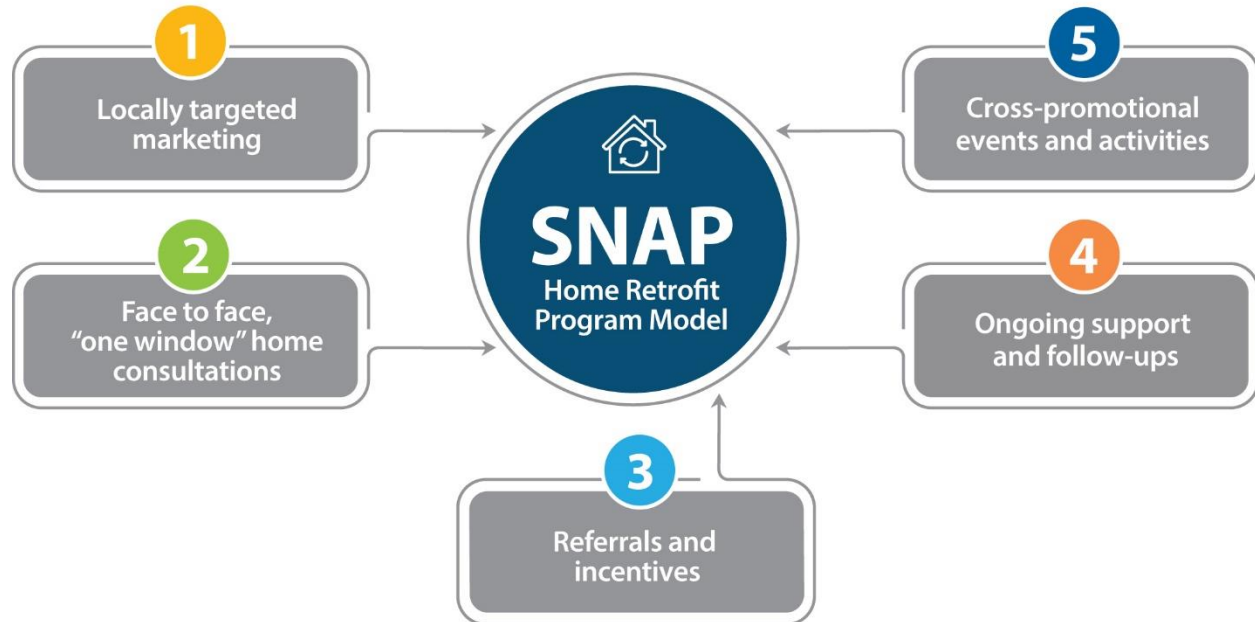 1
Locally targeted
marketing
2
Face to face,
“one window” home
consultations
3
Referrals and
incentives
4
Ongoing support
and follow-ups
5
Cross-promotional
events and activities
SNAP
Home Retrofit
Program Model